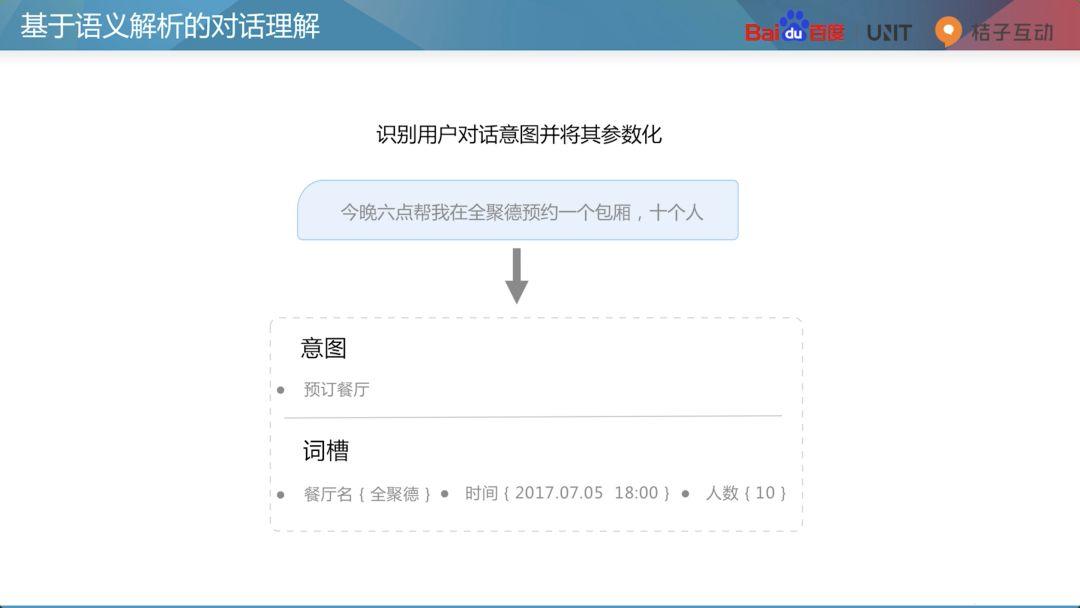 基于语义解析的对话理解
Baidu百度 UNIT 桔子互动
识别用户对话意图并将其参数化
今晚六点帮我在全聚德预约一个包厢，十个人
意图
预订餐厅
词槽
餐厅名 { 全聚德 } 时间 { 2017.07.05 18:00 } 人数 { 10 }